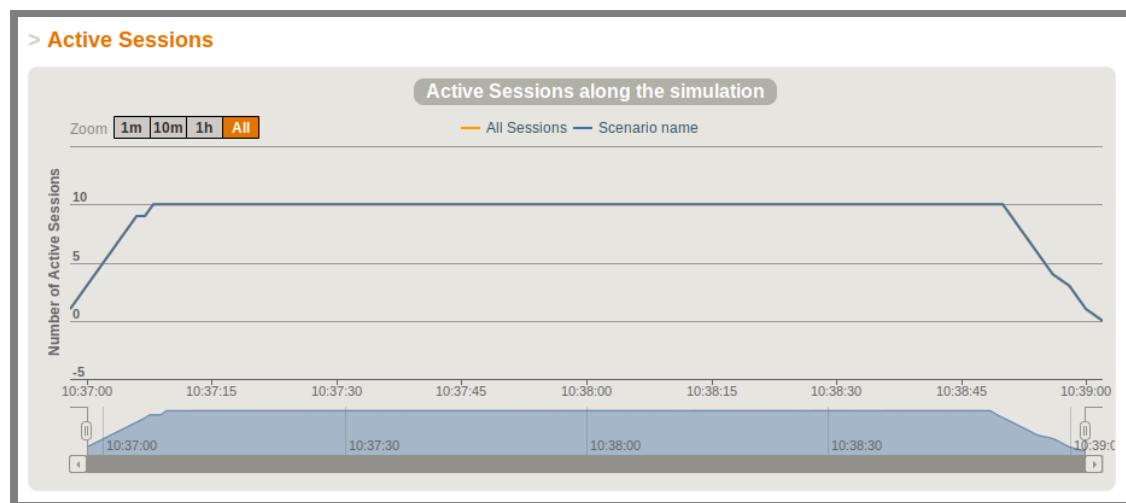 > Active Sessions
Active Sessions along the simulation
Zoom 1m 10m 1h All
All Sessions Scenario name
Number of Active Sessions
10
5
0
-5
10:37:00 10:37:15 10:37:30 10:37:45 10:38:00 10:38:15 10:38:30 10:38:45 10:39:00
10:37:00 10:37:30 10:38:00 10:38:30 10:39:0